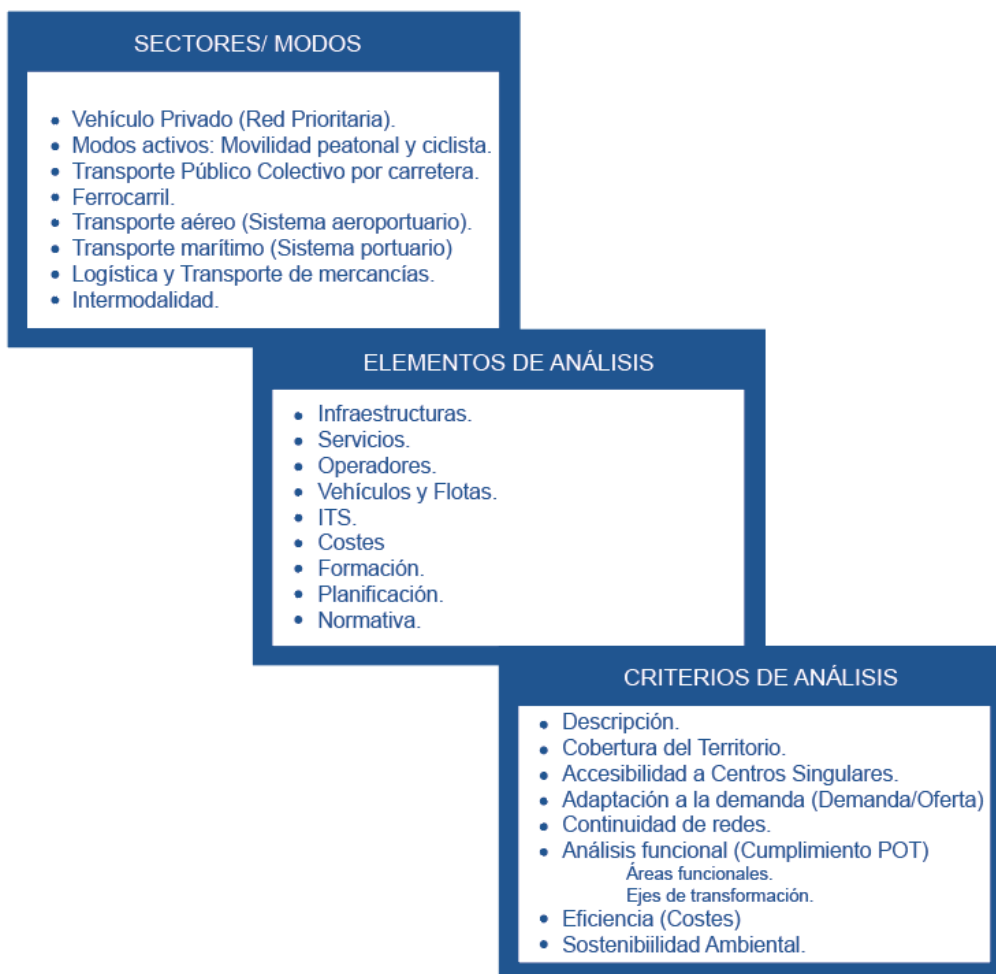 SECTORES/ MODOS
• Vehículo Privado (Red Prioritaria).
• Modos activos: Movilidad peatonal y ciclista.
• Transporte Público Colectivo por carretera.
• Ferrocarril.
• Transporte aéreo (Sistema aeroportuario).
• Transporte marítimo (Sistema portuario)
• Logística y Transporte de mercancías.
• Intermodalidad.
ELEMENTOS DE ANÁLISIS
• Infraestructuras.
• Servicios.
• Operadores.
• Vehículos y Flotas.
• ITS.
• Costes
• Formación.
• Planificación.
• Normativa.
CRITERIOS DE ANÁLISIS
• Descripción.
• Cobertura del Territorio.
• Accesibilidad a Centros Singulares.
• Adaptación a la demanda (Demanda/Oferta)
• Continuidad de redes.
• Análisis funcional (Cumplimiento POT)
Áreas funcionales.
Ejes de transformación.
• Eficiencia (Costes)
• Sostenibiilidad Ambiental.